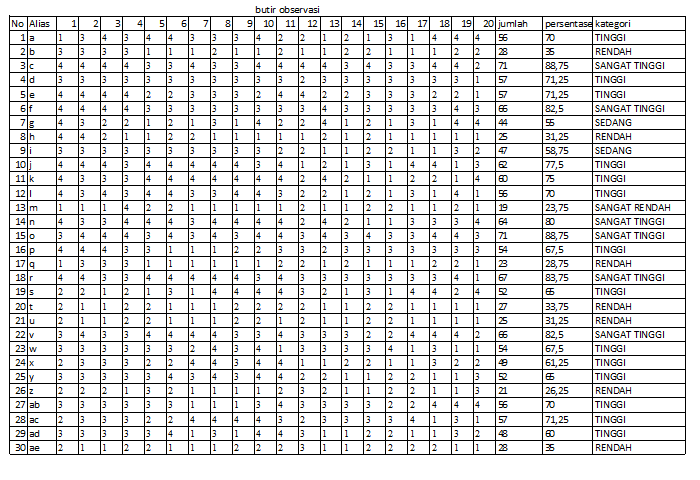 butir observasi
No Alias 1 2 3 4 5 6 7 8 9 10 11 12 13 14 15 16 17 18 19 20 jumlah persentase kategori
1 a 1 3 4 3 4 4 3 3 3 4 2 2 1 2 1 3 1 4 4 4 56 70 TINGGI
2 b 3 3 3 3 1 1 1 2 1 1 2 1 2 1 1 2 1 1 2 2 28 35 RENDAH
3 c 4 4 4 4 3 3 4 3 3 4 4 4 3 4 3 3 3 4 4 2 71 88,75 SANGAT TINGGI
4 d 3 3 3 3 3 3 3 3 3 3 3 2 3 3 3 3 3 3 3 1 57 71,25 TINGGI
5 e 4 4 4 4 2 2 3 3 3 2 4 4 2 2 3 3 3 2 2 1 57 71,25 TINGGI
6 f 4 4 4 4 3 3 3 3 3 3 3 3 4 3 3 3 3 3 4 3 66 82,5 SANGAT TINGGI
7 g 4 3 2 2 1 2 1 3 1 4 2 2 4 1 2 1 3 1 4 4 44 55 SEDANG
8 h 4 4 2 1 1 2 2 1 1 1 1 1 2 1 1 1 1 1 1 1 25 31,25 RENDAH
9 i 3 3 3 3 3 3 3 3 3 3 3 2 1 1 2 2 1 1 3 2 47 58,75 SEDANG
10 j 4 4 4 3 4 4 4 4 4 3 4 1 2 1 3 1 4 4 1 3 62 77,5 TINGGI
11 k 4 3 3 4 4 4 4 4 4 4 2 4 2 1 1 2 2 1 4 60 75 TINGGI
12 l 4 3 3 4 4 4 3 3 4 4 3 2 2 1 2 1 3 1 4 1 56 70 TINGGI
13 m 1 1 1 4 2 2 1 1 1 1 1 2 1 1 2 1 1 2 1 1 19 23,75 SANGAT RENDAH
14 n 4 3 3 4 4 4 3 4 4 4 4 2 4 2 1 1 3 3 3 4 64 80 SANGAT TINGGI
15 o 3 4 4 4 3 4 3 3 4 4 3 4 3 3 4 3 3 4 4 3 71 88,75 SANGAT TINGGI
16 p 4 4 4 3 3 1 1 1 2 2 3 3 2 3 3 3 3 3 3 3 54 67,5 TINGGI
17 q 1 3 3 3 1 1 1 1 1 1 2 1 1 2 1 1 1 2 2 1 23 28,75 RENDAH
18 r 4 4 3 3 4 4 4 4 4 3 4 3 3 3 3 3 3 4 4 1 67 83,75 SANGAT TINGGI
19 s 2 2 1 2 1 3 1 4 4 4 4 3 2 1 3 1 4 4 2 4 52 65 TINGGI
20 t 2 1 1 2 2 1 1 1 2 2 2 2 1 1 2 2 1 1 1 1 27 33,75 RENDAH
21 u 2 1 1 2 2 1 1 1 2 2 2 1 2 1 1 2 2 1 1 1 25 31,25 RENDAH
22 v 3 4 3 3 4 4 4 4 3 3 2 4 3 3 3 2 4 4 4 2 66 82,5 SANGAT TINGGI
23 w 3 3 3 3 3 3 2 4 3 4 1 3 3 3 3 4 1 3 1 1 54 67,5 TINGGI
24 x 2 3 3 3 2 2 4 4 3 4 4 1 1 2 2 1 1 3 2 2 49 61,25 TINGGI
25 y 3 3 3 3 3 4 3 4 3 4 4 2 2 1 1 2 2 1 1 3 52 65 TINGGI
26 z 2 2 2 1 3 2 1 1 1 1 2 2 1 2 1 1 2 1 1 3 21 26,25 RENDAH
27 ab 3 3 3 3 3 3 1 1 1 3 4 3 3 3 3 2 2 4 4 4 56 70 TINGGI
28 ac 2 3 3 3 2 2 4 4 4 4 3 2 3 3 3 3 4 1 3 1 57 71,25 TINGGI
29 ad 3 3 3 3 3 4 1 3 1 4 4 3 1 1 2 2 1 1 3 2 48 60 TINGGI
30 ae 2 1 1 2 2 1 1 1 2 2 2 3 1 1 2 2 2 2 1 1 28 35 RENDAH